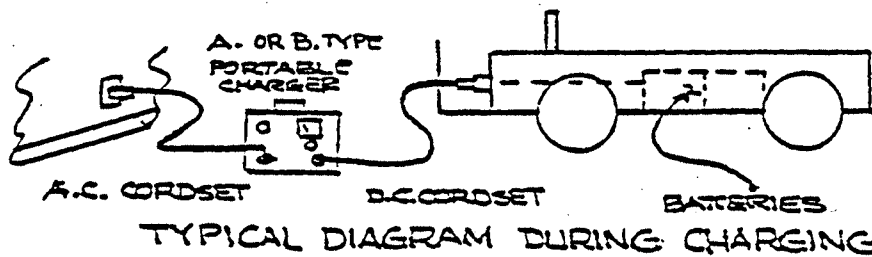 A. OR B. TYPE
PORTABLE
CHARGER
A.C. CORDSET
D.C. CORDSET
BATTERIES
TYPICAL DIAGRAM DURING CHARGING